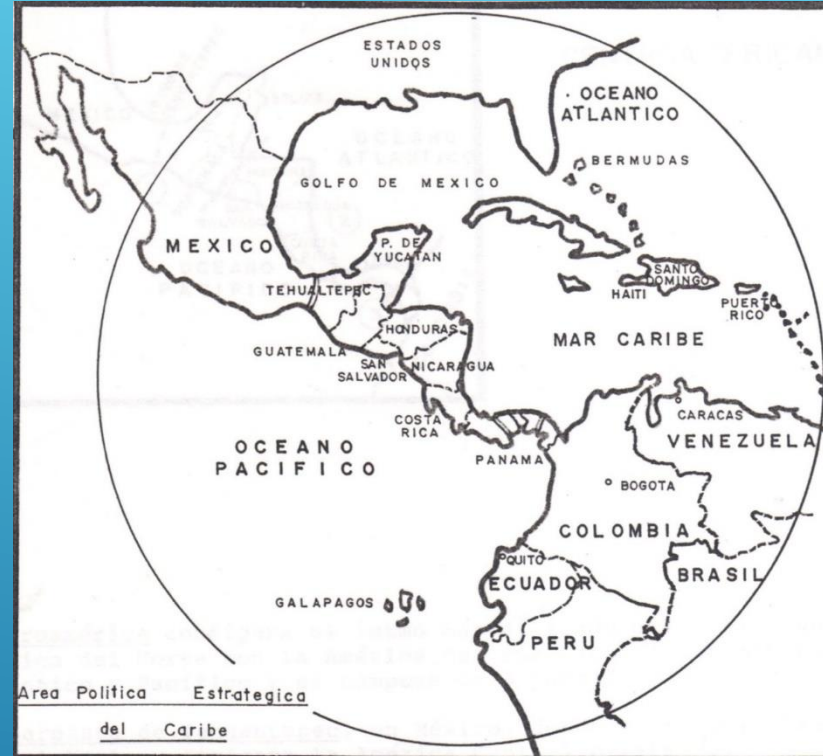 ESTADOS
UNIDOS
OCEANO
ATLANTICO
BERMUDAS
GOLFO DE MEXICO
MEXICO
P. DE
YUCATAN
TEHUALTEPEC
SANTO
DOMINGO
HAITI
PUERTO
RICO
HONDURAS
MAR CARIBE
GUATEMALA
SAN
SALVADOR
NICARAGUA
COSTA
RICA
CARACAS
VENEZUELA
OCEANO
PACIFICO
PANAMA
BOGOTA
COLOMBIA
QUITO
ECUADOR
BRASIL
GALAPAGOS
PERU
Area Politica Estrategica
del Caribe